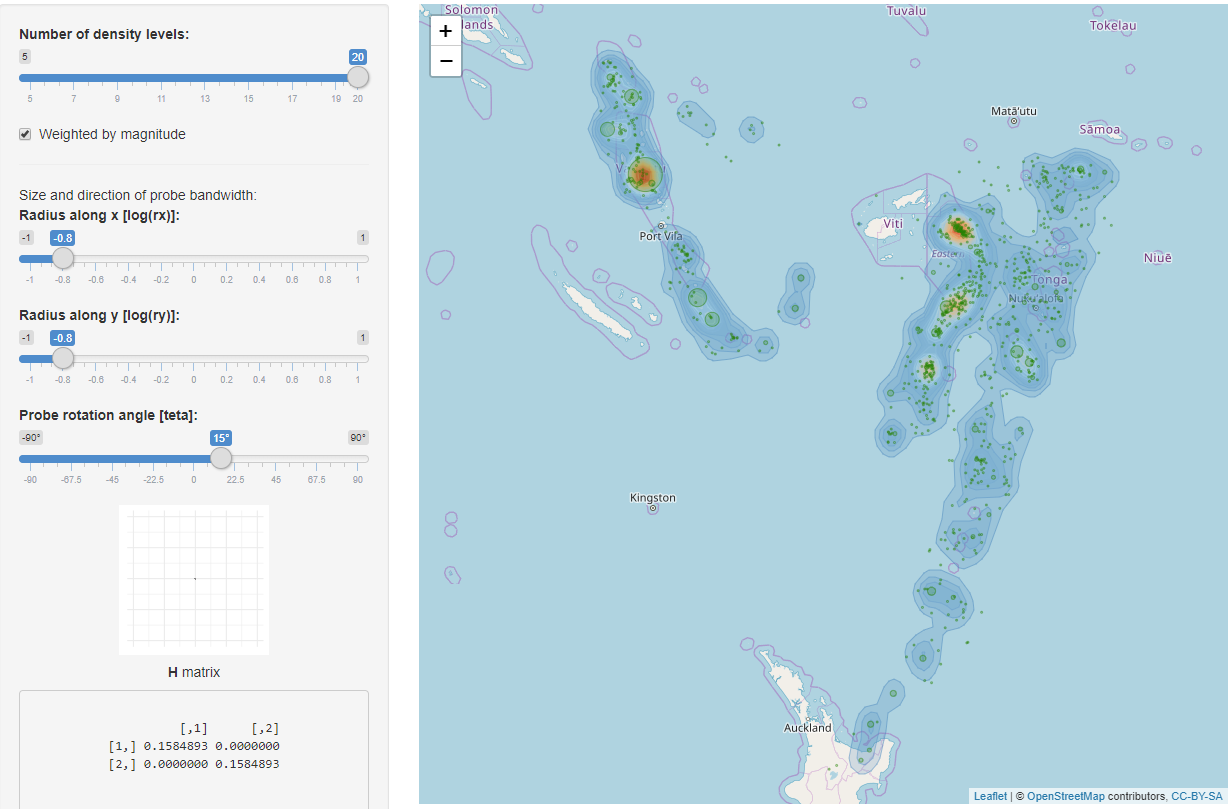 Number of density levels:
5
20
5 7 9 11 13 15 17 19 20
Weighted by magnitude
Size and direction of probe bandwidth:
Radius along x [log(rx)]:
-1 -0.8 1
-1 -0.8 -0.6 -0.4 -0.2 0 0.2 0.4 0.6 0.8 1
Radius along y [log(ry)]:
-1 -0.8 1
-1 -0.8 -0.6 -0.4 -0.2 0 0.2 0.4 0.6 0.8 1
Probe rotation angle [teta]:
-90° 15° 90°
-90 -67.5 -45 -22.5 0 22.5 45 67.5 90
H matrix
[,1] [,2]
[1,] 0.1584893 0.0000000
[2,] 0.0000000 0.1584893
+
−
Solomon
Islands
Tuvalu
Tokelau
Matāʻutu
Sāmoa
Port Vila
Viti
Eastern
Niuē
Tonga
Nukuʻalofa
Kingston
Auckland
Leaflet | © OpenStreetMap contributors, CC-BY-SA